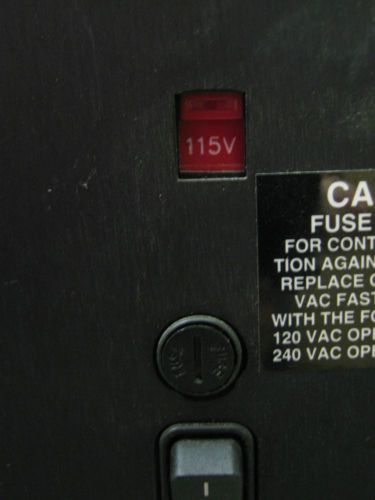 115V
CA
FUSE
FOR CONT
TION AGAIN
REPLACE
VAC FAST
WITH THE FO
120 VAC OPE
240 VAC OPE